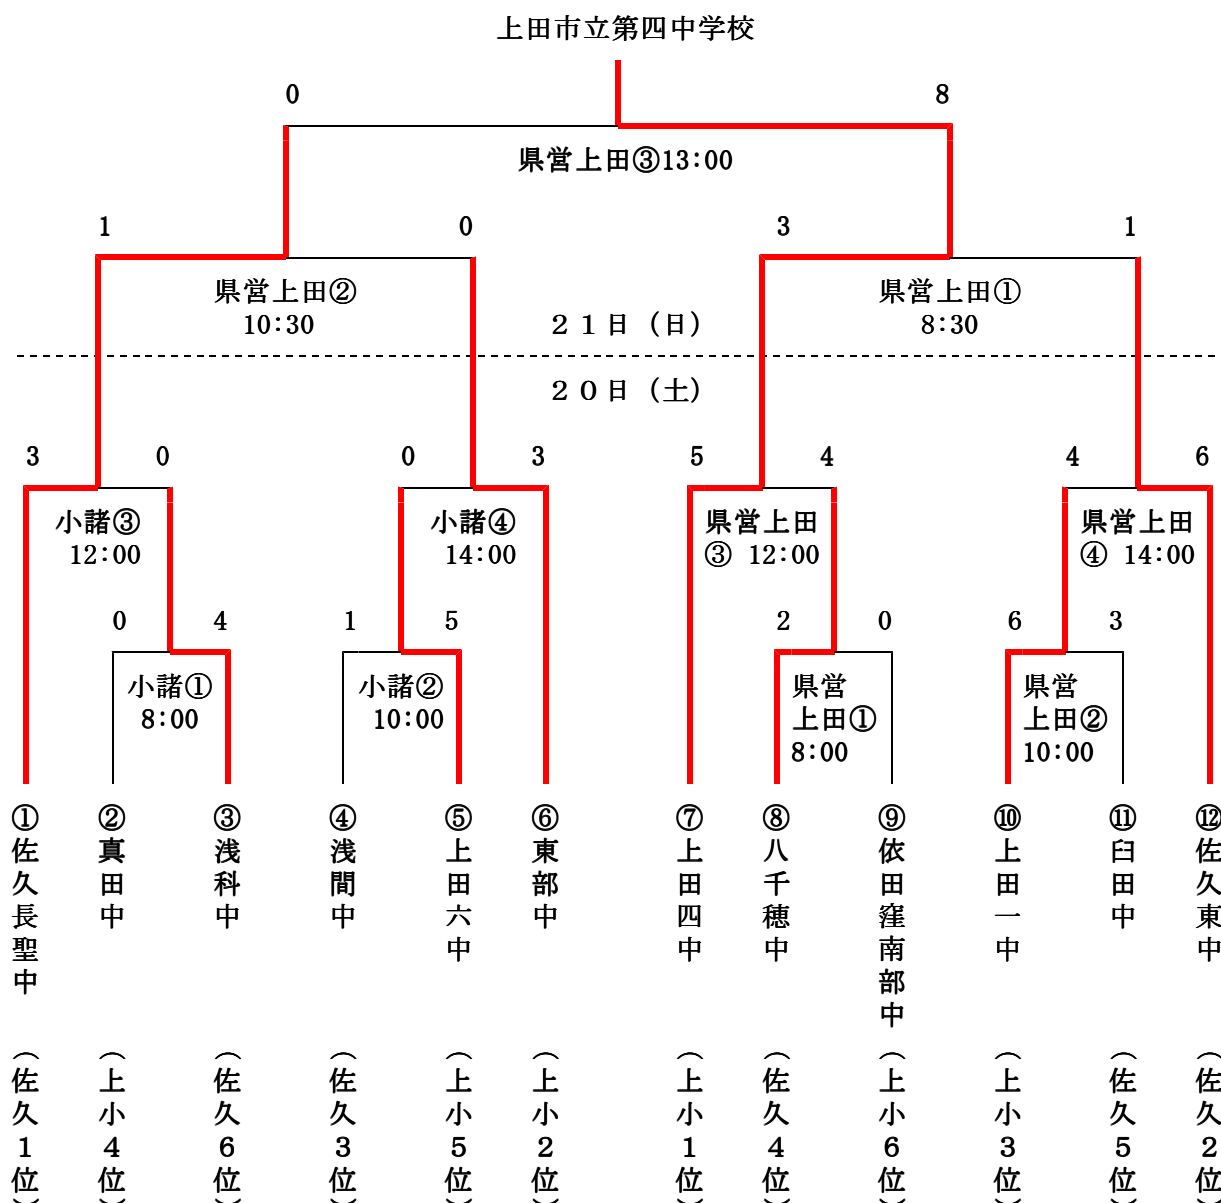 上田市立第四中学校
0 8
県営上田③13:00
1 0 3 1
県営上田② 県営上田①
10:30 21日（日） 8:30
20日（土）
3 0 0 3 5 4 4 6
小諸③ 小諸④ 県営上田 県営上田
12:00 14:00 ③ 12:00 ④ 14:00
0 4 1 5 2 0 6 3
小諸① 小諸② 県営 県営
8:00 10:00 上田① 上田②
8:00 10:00
①佐久長聖中（佐久1位）
②真田中（上小4位）
③浅科中（佐久6位）
④浅間中（佐久3位）
⑤上田六中（上小5位）
⑥東部中（上小2位）
⑦上田四中（上小1位）
⑧八千穂中（佐久4位）
⑨依田窪南部中（上小6位）
⑩上田一中（上小3位）
⑪臼田中（佐久5位）
⑫佐久東中（佐久2位）